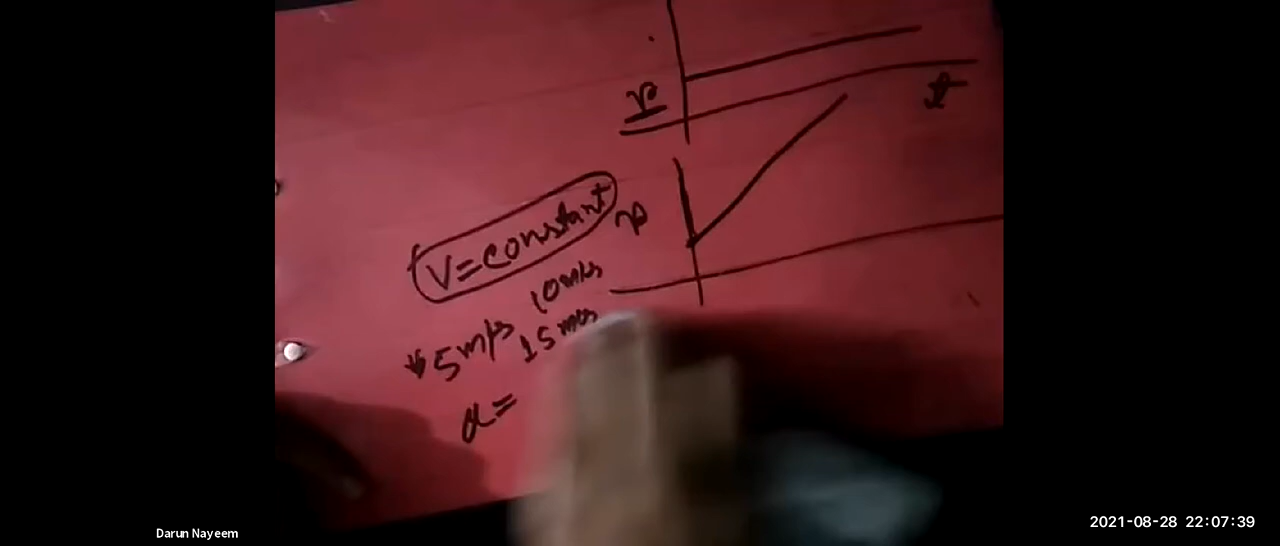 v
t
V=constant
v
5m/s 10m/s
15m/s
a=
Darun Nayeem
2021-08-28 22:07:39